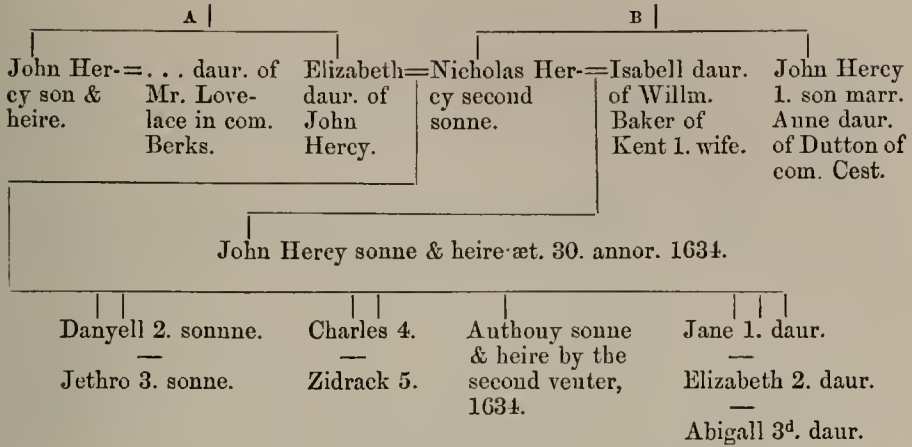 A B
John Her-
cy son &
heire.
= . . . daur. of
Mr. Love-
lace in com.
Berks.
Elizabeth
daur. of
John
Hercy.
=Nicholas Her-
cy second
sonne.
=Isabell daur.
of Willm.
Baker of
Kent 1. wife.
John Hercy
1. son marr.
Anne daur.
of Dutton of
com. Cest.
John Hercy sonne & heire æt. 30. annor. 1634.
Danyell 2. sonnne.
—
Jethro 3. sonne.
Charles 4.
—
Zidrack 5.
Anthony sonne
& heire by the
second venter,
1634.
Jane 1. daur.
—
Elizabeth 2. daur.
—
Abigall 3d. daur.